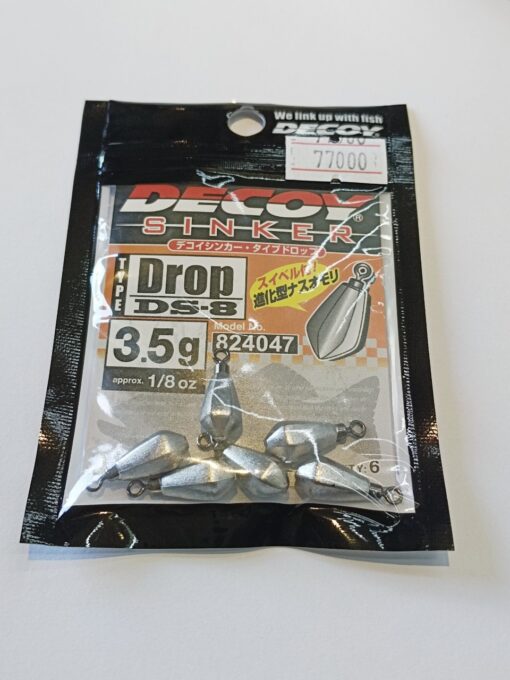 We link up with fish
DECOY
77000
DECOY®
SINKER
デコイシンカー・タイプドロップ
TYPE
Drop
DS-8
スイベル付!
進化型ナスオモリ
Model No.
824047
3.5g
approx. 1/8 oz
6